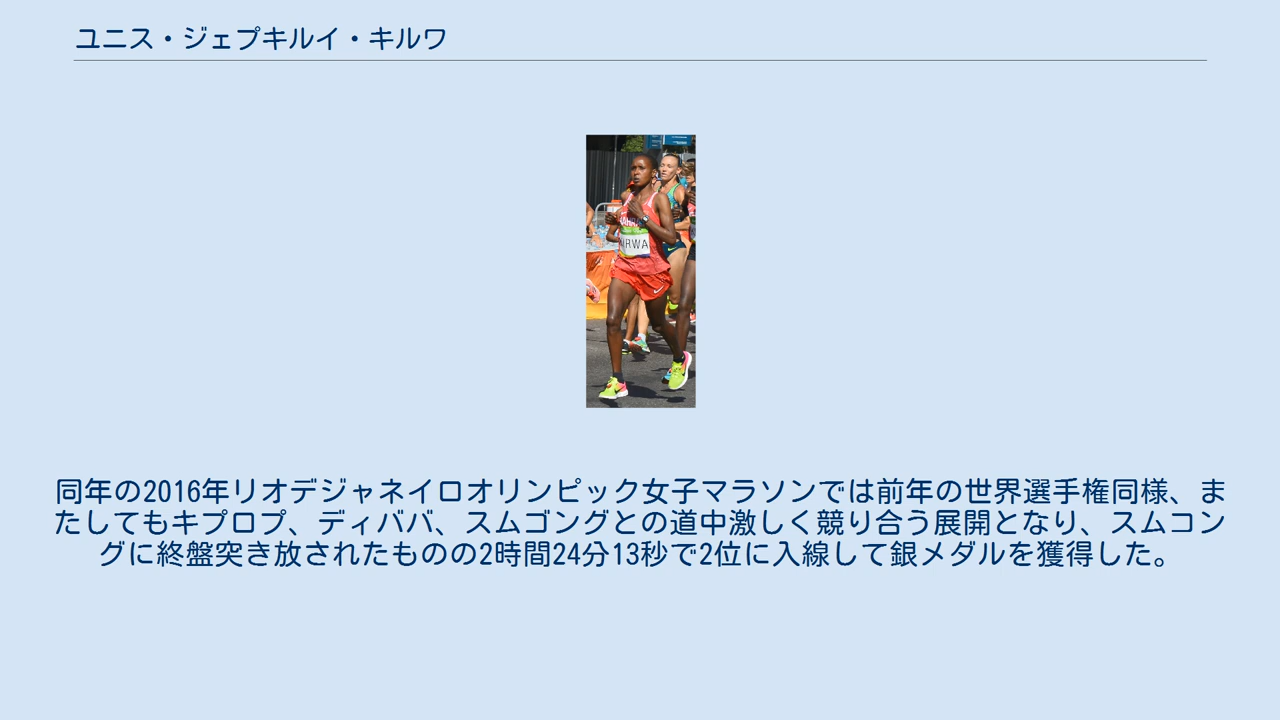 ユニス・ジェプキルイ・キルワ
IRWA
同年の2016年リオデジャネイロオリンピック女子マラソンでは前年の世界選手権同様、ま
たしてもキプロプ、ディババ、スムゴングとの道中激しく競り合う展開となり、スムコン
グに終盤突き放されたものの2時間24分13秒で2位に入線して銀メダルを獲得した。